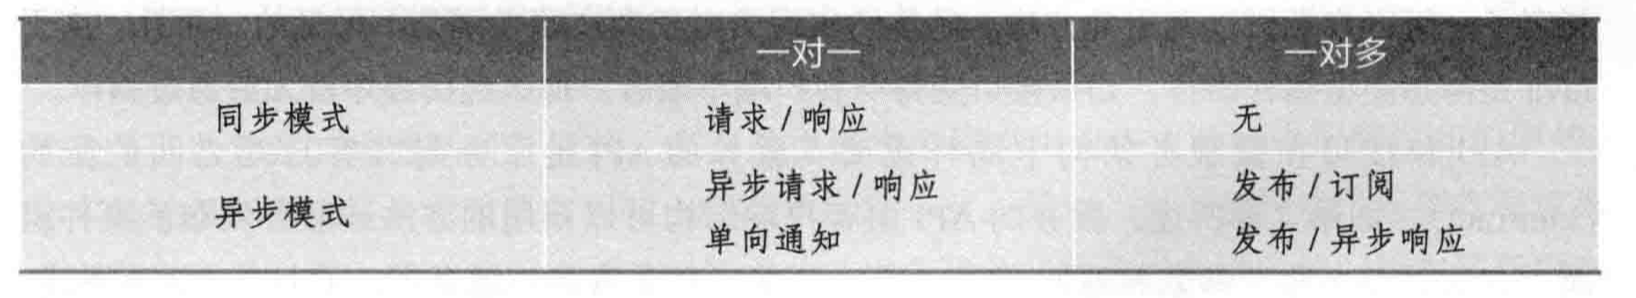 一对一 一对多
同步模式 请求 / 响应 无
异步模式 异步请求 / 响应 发布 / 订阅
单向通知 发布 / 异步响应